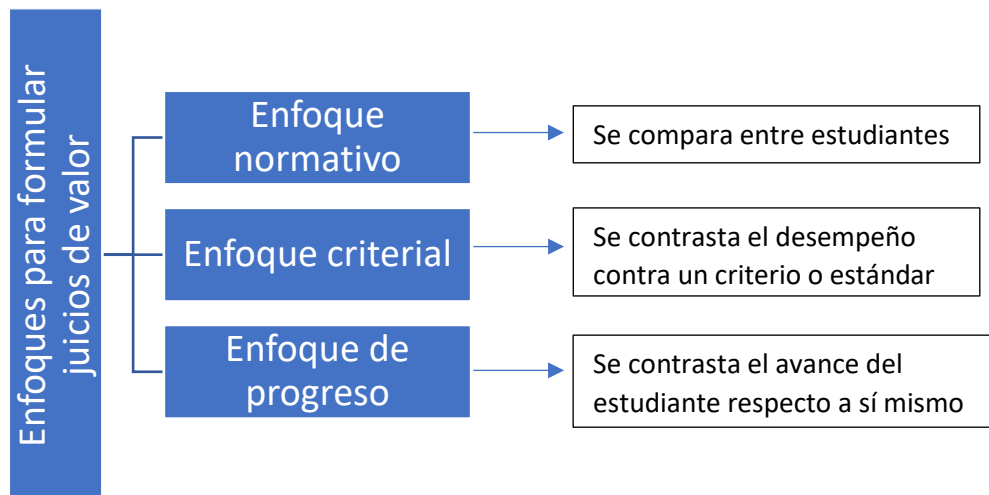 Enfoques para formular
juicios de valor
Enfoque
normativo
Se compara entre estudiantes
Enfoque criterial
Se contrasta el desempeño
contra un criterio o estándar
Enfoque de
progreso
Se contrasta el avance del
estudiante respecto a sí mismo